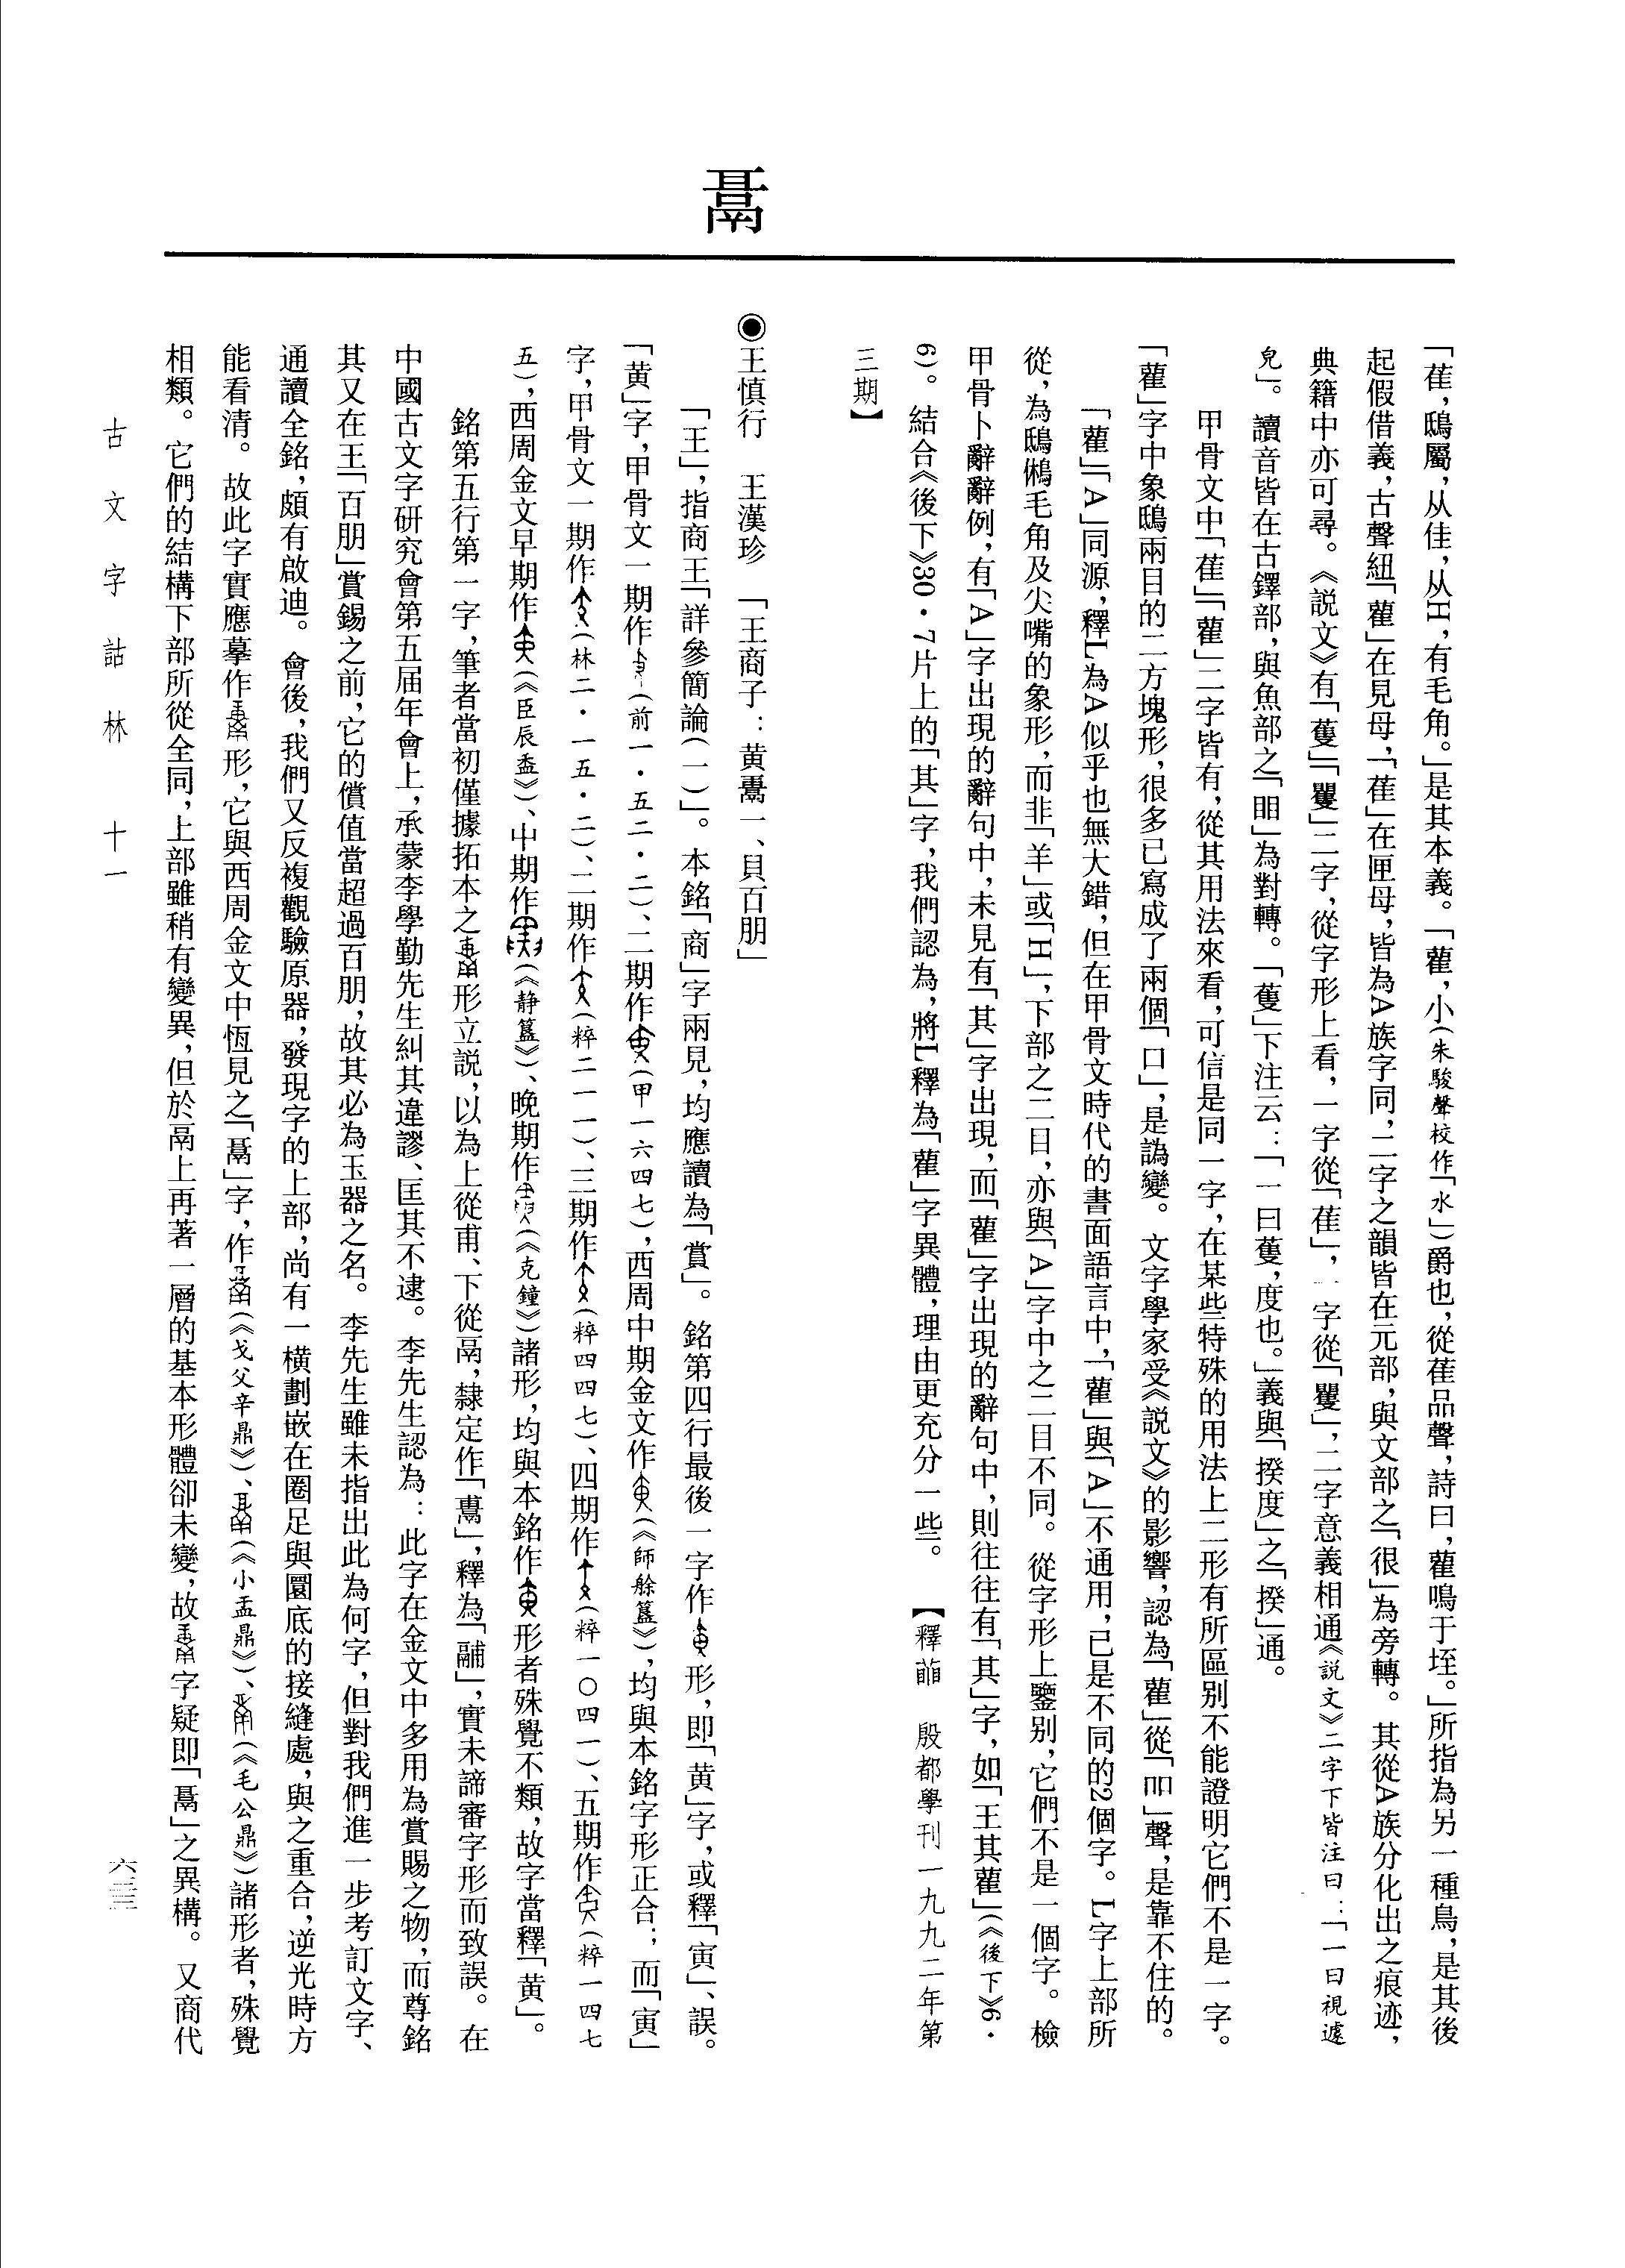 「萑，鴟屬，从隹，从H，有毛角。」是其本義。「雚，小（朱駿聲校作「水」）爵也，從萑品聲，詩曰，雚鳴于垤。」所指為另一種鳥，是其後
起假借義，古聲紐「雚」在見母，「萑」在匣母，皆為A族字同，二字之韻皆在元部，與文部之「很」為旁轉。其從A族分化出之痕迹，
典籍中亦可尋。《説文》有「蒦」「矍」二字，從字形上看，一字從「萑」，一字從「瞿」，二字意義相通《説文》二字下皆注曰：「一曰視遽
皃」。讀音皆在古鐸部，與魚部之「䀠」為對轉。「蒦」下注云：「一曰蒦，度也。」義與「揆度」之「揆」通。
甲骨文中「萑」「雚」二字皆有，從其用法來看，可信是同一字，在某些特殊的用法上二形有所區别不能證明它們不是一字。
「雚」字中象鴟兩目的二方塊形，很多已寫成了兩個「口」，是譌變。文字學家受《説文》的影響，認為「雚」從「吅」聲，是靠不住的。
「雚」「A」同源，釋L為A似乎也無大錯，但在甲骨文時代的書面語言中，「雚」與「A」不通用，已是不同的2個字。L字上部所
從，為鴟鵂毛角及尖嘴的象形，而非「羊」或「H」，下部之二目，亦與「A」字中之二目不同。從字形上鑒别，它們不是一個字。檢
甲骨卜辭辭例，有「A」字出現的辭句中，未見有「其」字出現，而「雚」字出現的辭句中，則往往有「其」字，如「王其雚」（《後下》6·
6）。結合《後下》30·7片上的「其」字，我們認為，將L釋為「雚」字異體，理由更充分一些。【釋　殷都學刊一九九二年第
三期】
鬲
◉王慎行　王漢珍　「王商子：黄一、貝百朋」
「王」，指商王「詳參簡論（一）」。本銘「商」字兩見，均應讀為「賞」。銘第四行最後一字作形，即「黄」字，或釋「寅」、誤。
「黄」字，甲骨文一期作（前一·五二·二）、二期作（甲一六四七），西周中期金文作（《師艅簋》），均與本銘字形正合；而「寅」
字，甲骨文一期作（林二·一五·二）、二期作（粹二一一）、三期作（粹四四七）、四期作（粹一〇四一）、五期作（粹一四七
五），西周金文早期作（《臣辰盉》）、中期作（《静簋》）、晚期作（《克鐘》）諸形，均與本銘作形者殊覺不類，故字當釋「黄」。
銘第五行第一字，筆者當初僅據拓本之形立説，以為上從甫、下從鬲，隸定作「」，釋為「䪔」，實未諦審字形而致誤。在
中國古文字研究會第五届年會上，承蒙李學勤先生糾其違謬、匡其不逮。李先生認為：此字在金文中多用為賞賜之物，而尊銘
其又在王「百朋」賞錫之前，它的償值當超過百朋，故其必為玉器之名。李先生雖未指出此為何字，但對我們進一步考訂文字、
通讀全銘，頗有啟迪。會後，我們又反複觀驗原器，發現字的上部，尚有一横劃嵌在圈足與圜底的接縫處，與之重合，逆光時方
能看清。故此字實應摹作形，它與西周金文中恆見之「」字，作（《戈父辛鼎》）、（《小盂鼎》）、（《毛公鼎》）諸形者，殊覺
相類。它們的結構下部所從全同，上部雖稍有變異，但於鬲上再著一層的基本形體卻未變，故字疑即「」之異構。又商代
古文字詁林　十一
六三三